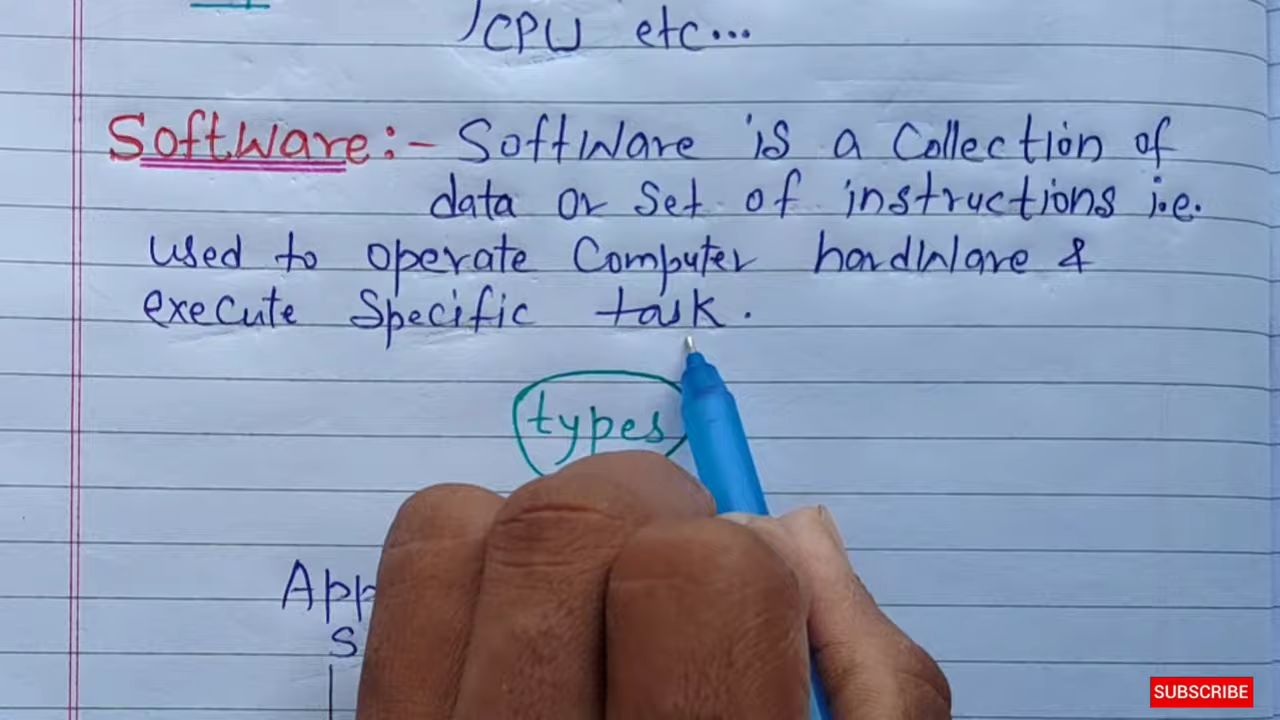 CPU etc...
Software:- Software is a Collection of
data or Set of instructions i.e.
used to operate Computer hardware &
execute Specific task.
types
App
S
SUBSCRIBE